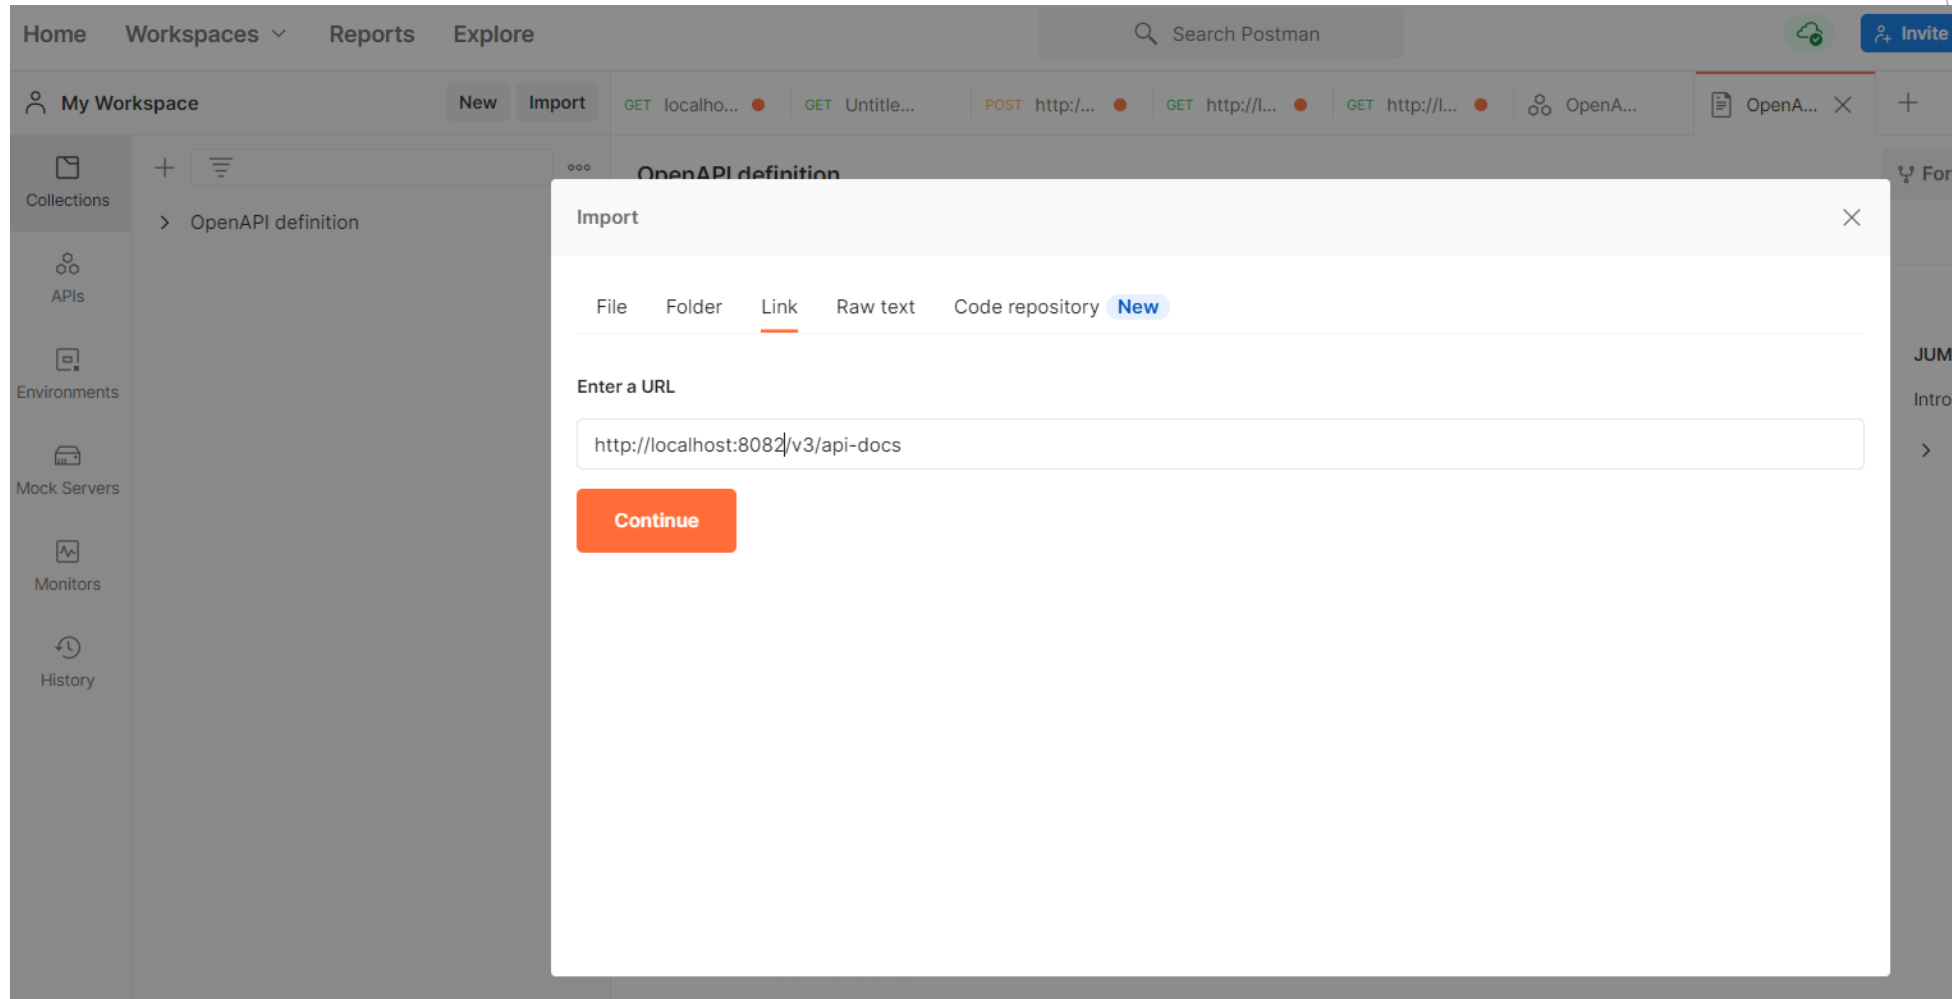 Home Workspaces Reports Explore Search Postman Invite
My Workspace New Import GET localho... GET Untitle... POST http:/... GET http://l... GET http://l... OpenA... OpenA...
OpenAPI definition For
Collections
OpenAPI definition
Import
APIs
File Folder Link Raw text Code repository New
JUM
Enter a URL
Environments
Intro
http://localhost:8082/v3/api-docs
Mock Servers
Continue
Monitors
History